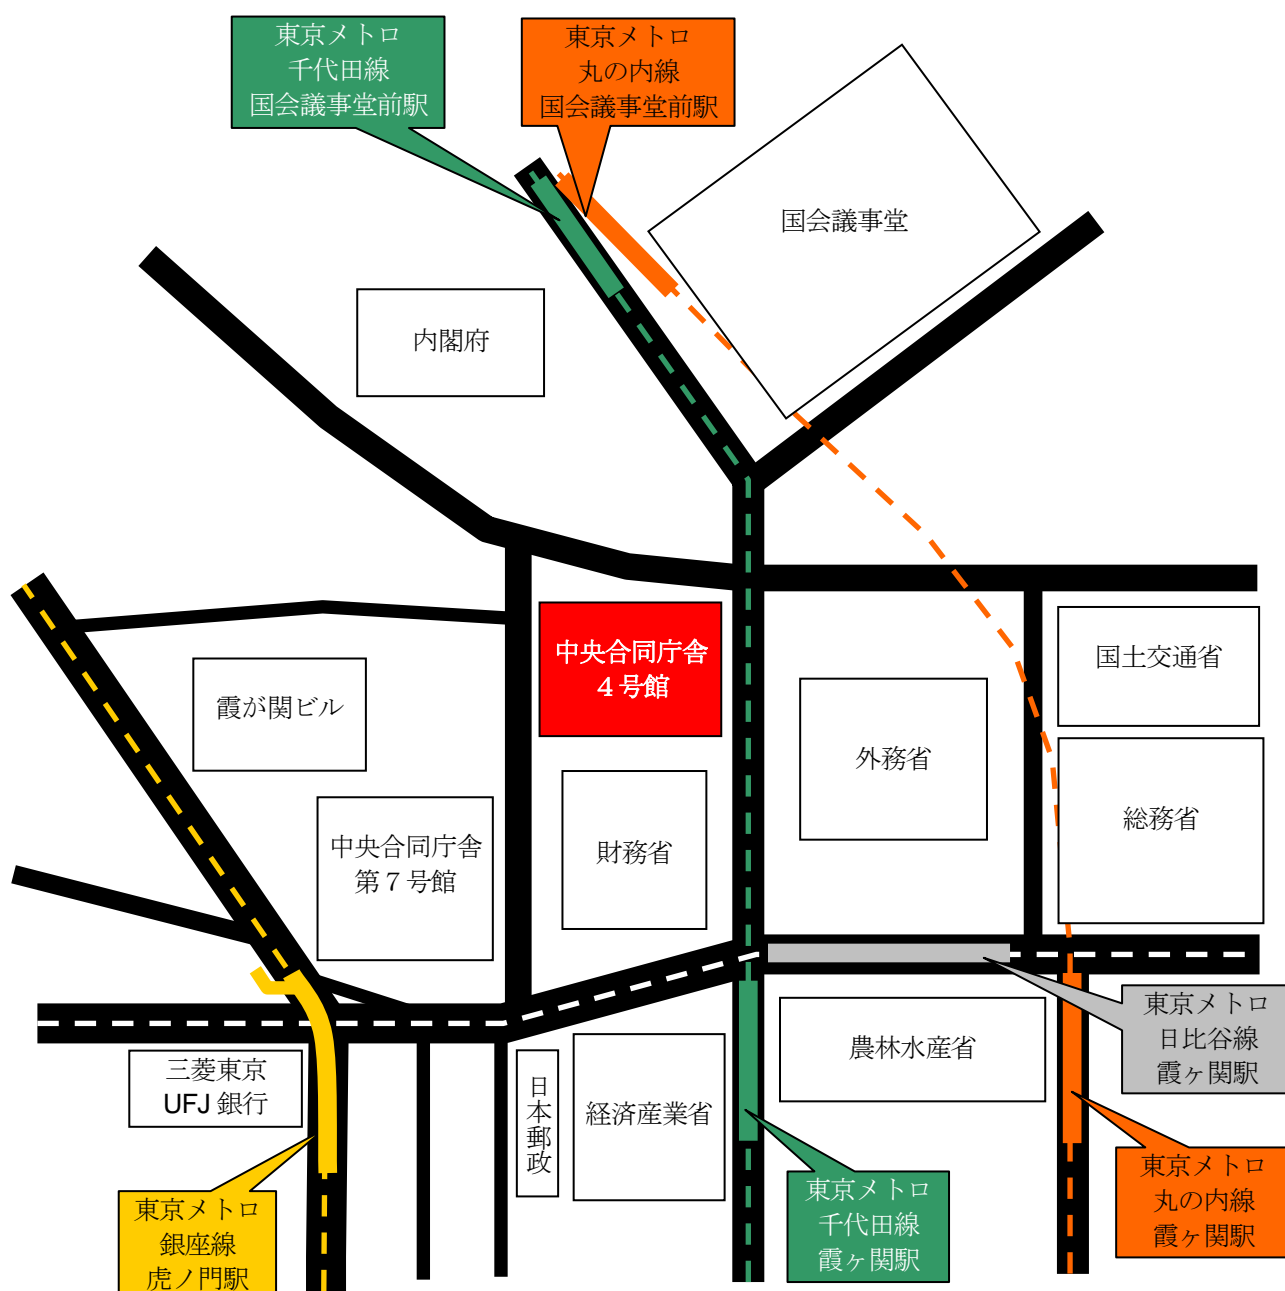 東京メトロ
千代田線
国会議事堂前駅
東京メトロ
丸の内線
国会議事堂前駅
国会議事堂
内閣府
中央合同庁舎
４号館
国土交通省
霞が関ビル
外務省
総務省
中央合同庁舎
第７号館
財務省
東京メトロ
日比谷線
霞ヶ関駅
農林水産省
三菱東京
UFJ 銀行
日本郵政
経済産業省
東京メトロ
丸の内線
霞ヶ関駅
東京メトロ
千代田線
霞ヶ関駅
東京メトロ
銀座線
虎ノ門駅